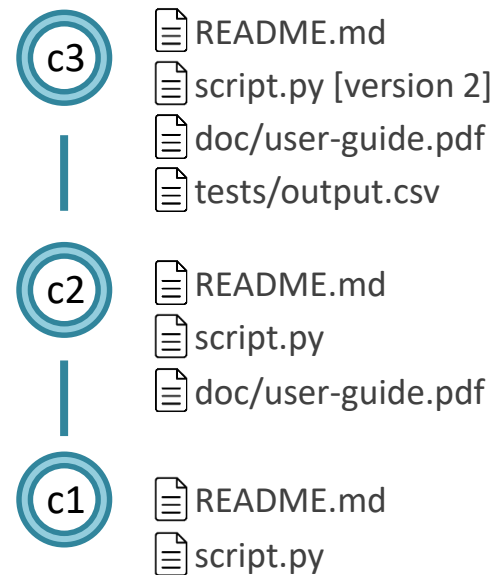 c3
README.md
script.py [version 2]
doc/user-guide.pdf
tests/output.csv
c2
README.md
script.py
doc/user-guide.pdf
c1
README.md
script.py